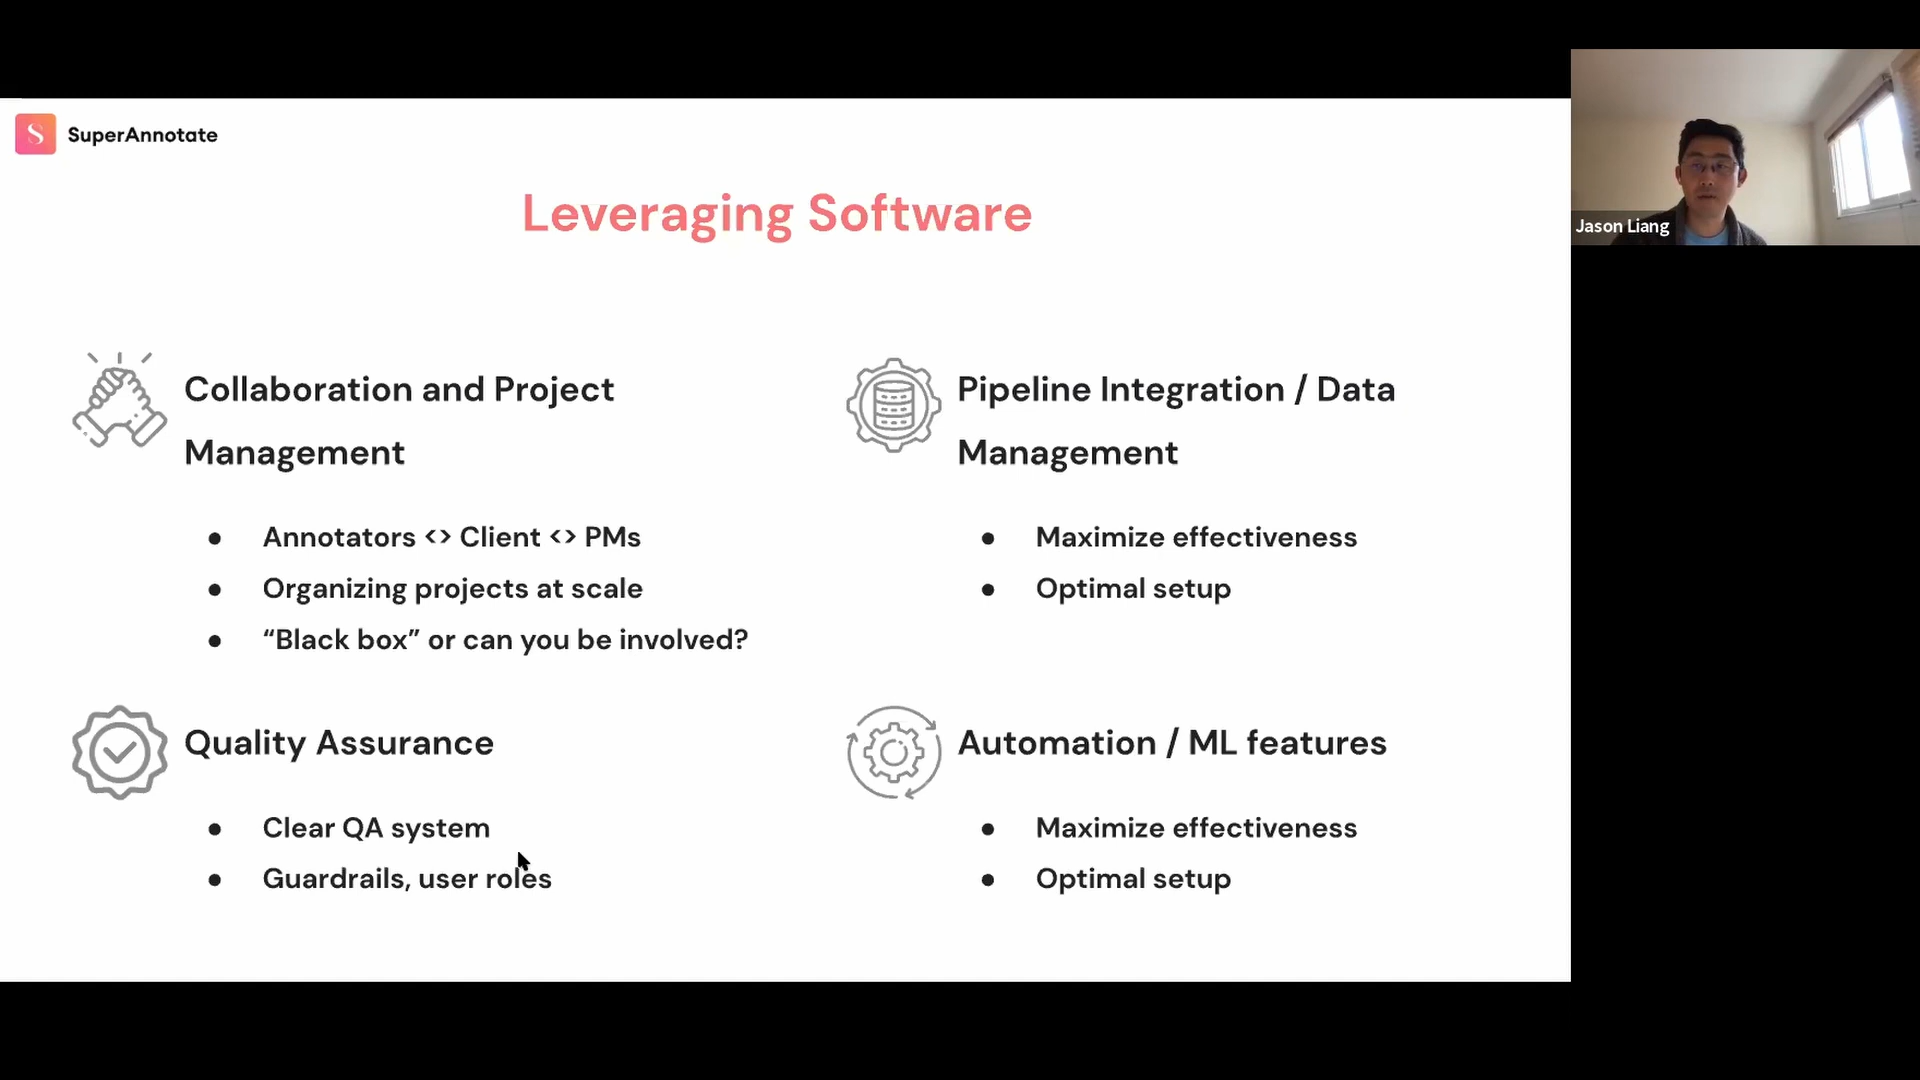 SuperAnnotate
Leveraging Software
Collaboration and Project
Management
Annotators <> Client <> PMs
Organizing projects at scale
“Black box” or can you be involved?
Quality Assurance
Clear QA system
Guardrails, user roles
Pipeline Integration / Data
Management
Maximize effectiveness
Optimal setup
Automation / ML features
Maximize effectiveness
Optimal setup
Jason Liang